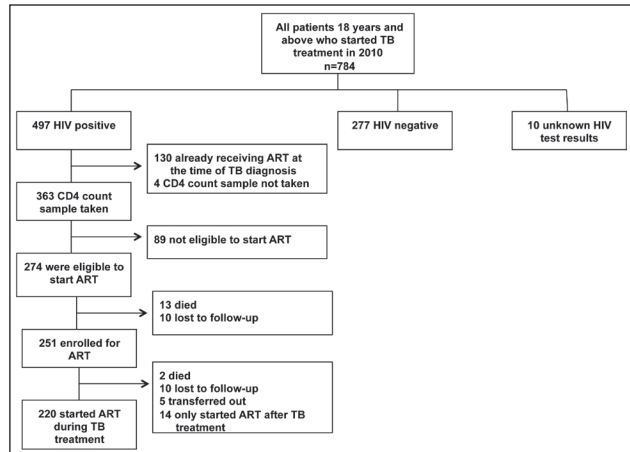 All patients 18 years and
above who started TB
treatment in 2010
n=784
497 HIV positive
277 HIV negative
10 unknown HIV
test results
130 already receiving ART at
the time of TB diagnosis
4 CD4 count sample not taken
363 CD4 count
sample taken
89 not eligible to start ART
274 were eligible to
start ART
13 died
10 lost to follow-up
251 enrolled for
ART
2 died
10 lost to follow-up
5 transferred out
14 only started ART after TB
treatment
220 started ART
during TB
treatment